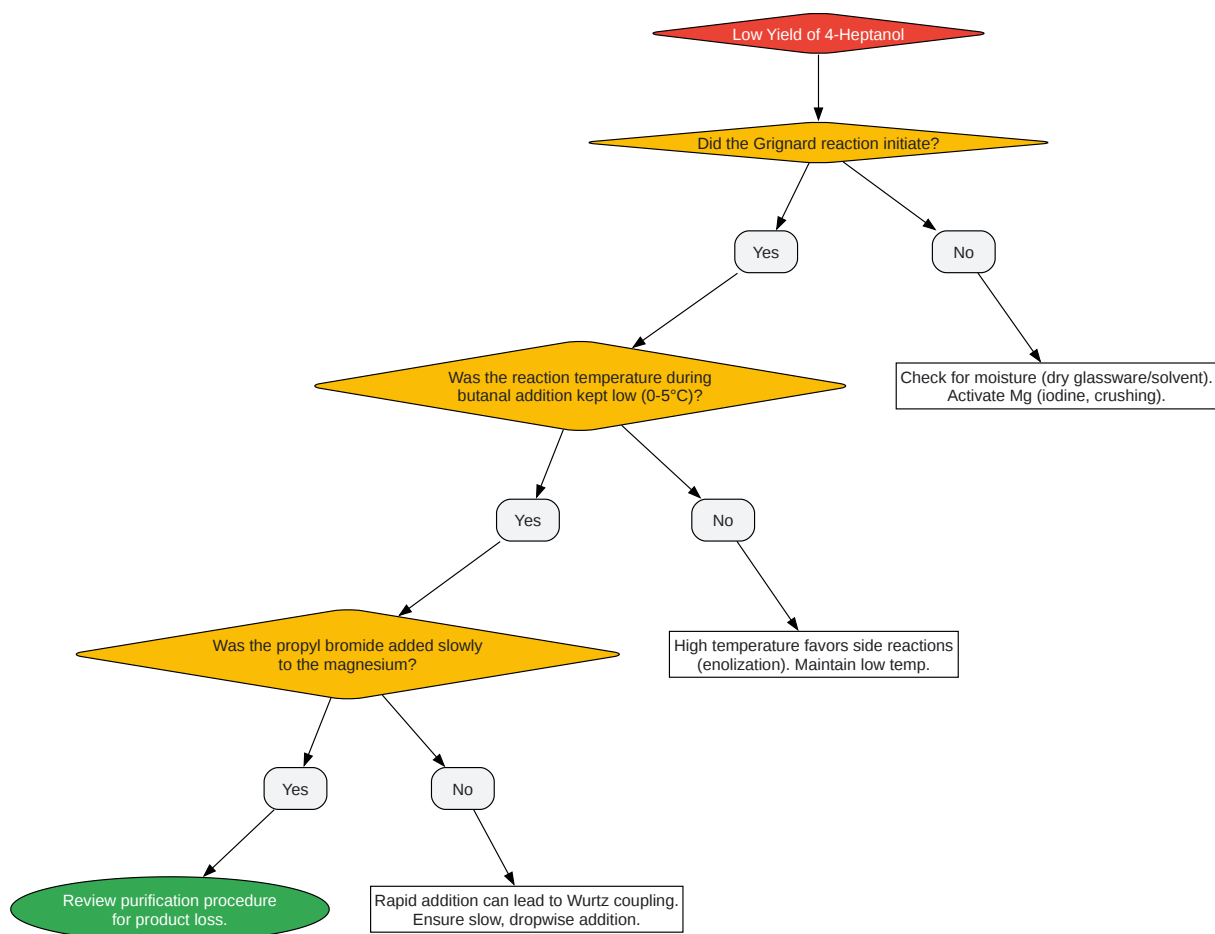 Low Yield of 4-Heptanol
Did the Grignard reaction initiate?
Yes
No
Was the reaction temperature during
butanal addition kept low (0-5°C)?
Check for moisture (dry glassware/solvent).
Activate Mg (iodine, crushing).
Yes
No
Was the propyl bromide added slowly
to the magnesium?
High temperature favors side reactions
(enolization). Maintain low temp.
Yes
No
Review purification procedure
for product loss.
Rapid addition can lead to Wurtz coupling.
Ensure slow, dropwise addition.